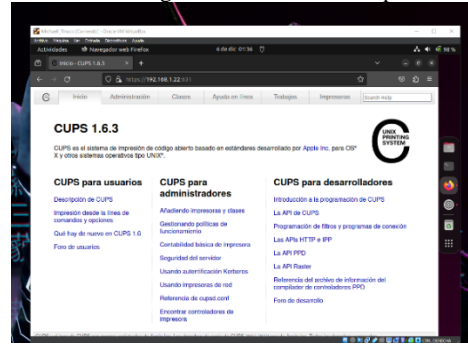 Actividades
Navegador web Firefox
4 de dic 01:36
Inicio - CUPS 1.6.3
https://192.168.1.22:631
Inicio
Administración
Clases
Ayuda en línea
Trabajos
Impresoras
Search Help
CUPS 1.6.3
UNIX
PRINTING
SYSTEM
CUPS es el sistema de impresión de código abierto basado en estándares desarrollado por Apple Inc. para OS®
X y otros sistemas operativos tipo UNIX®.
CUPS para usuarios
Descripción de CUPS
Impresión desde la línea de
comandos y opciones
Qué hay de nuevo en CUPS 1.6
Foro de usuarios
CUPS para
administradores
Añadiendo impresoras y clases
Gestionando políticas de
funcionamiento
Contabilidad básica de impresora
Seguridad del servidor
Usando autentificación Kerberos
Usando impresoras de red
Referencia de cupsd.conf
Encontrar controladores de
impresora
CUPS para desarrolladores
Introducción a la programación de CUPS
La API de CUPS
Programación de filtros y programas de conexión
Las APIs HTTP e IPP
La API PPD
La API Raster
Referencia del archivo de información del
compilador de controladores PPD
Foro de desarrollo